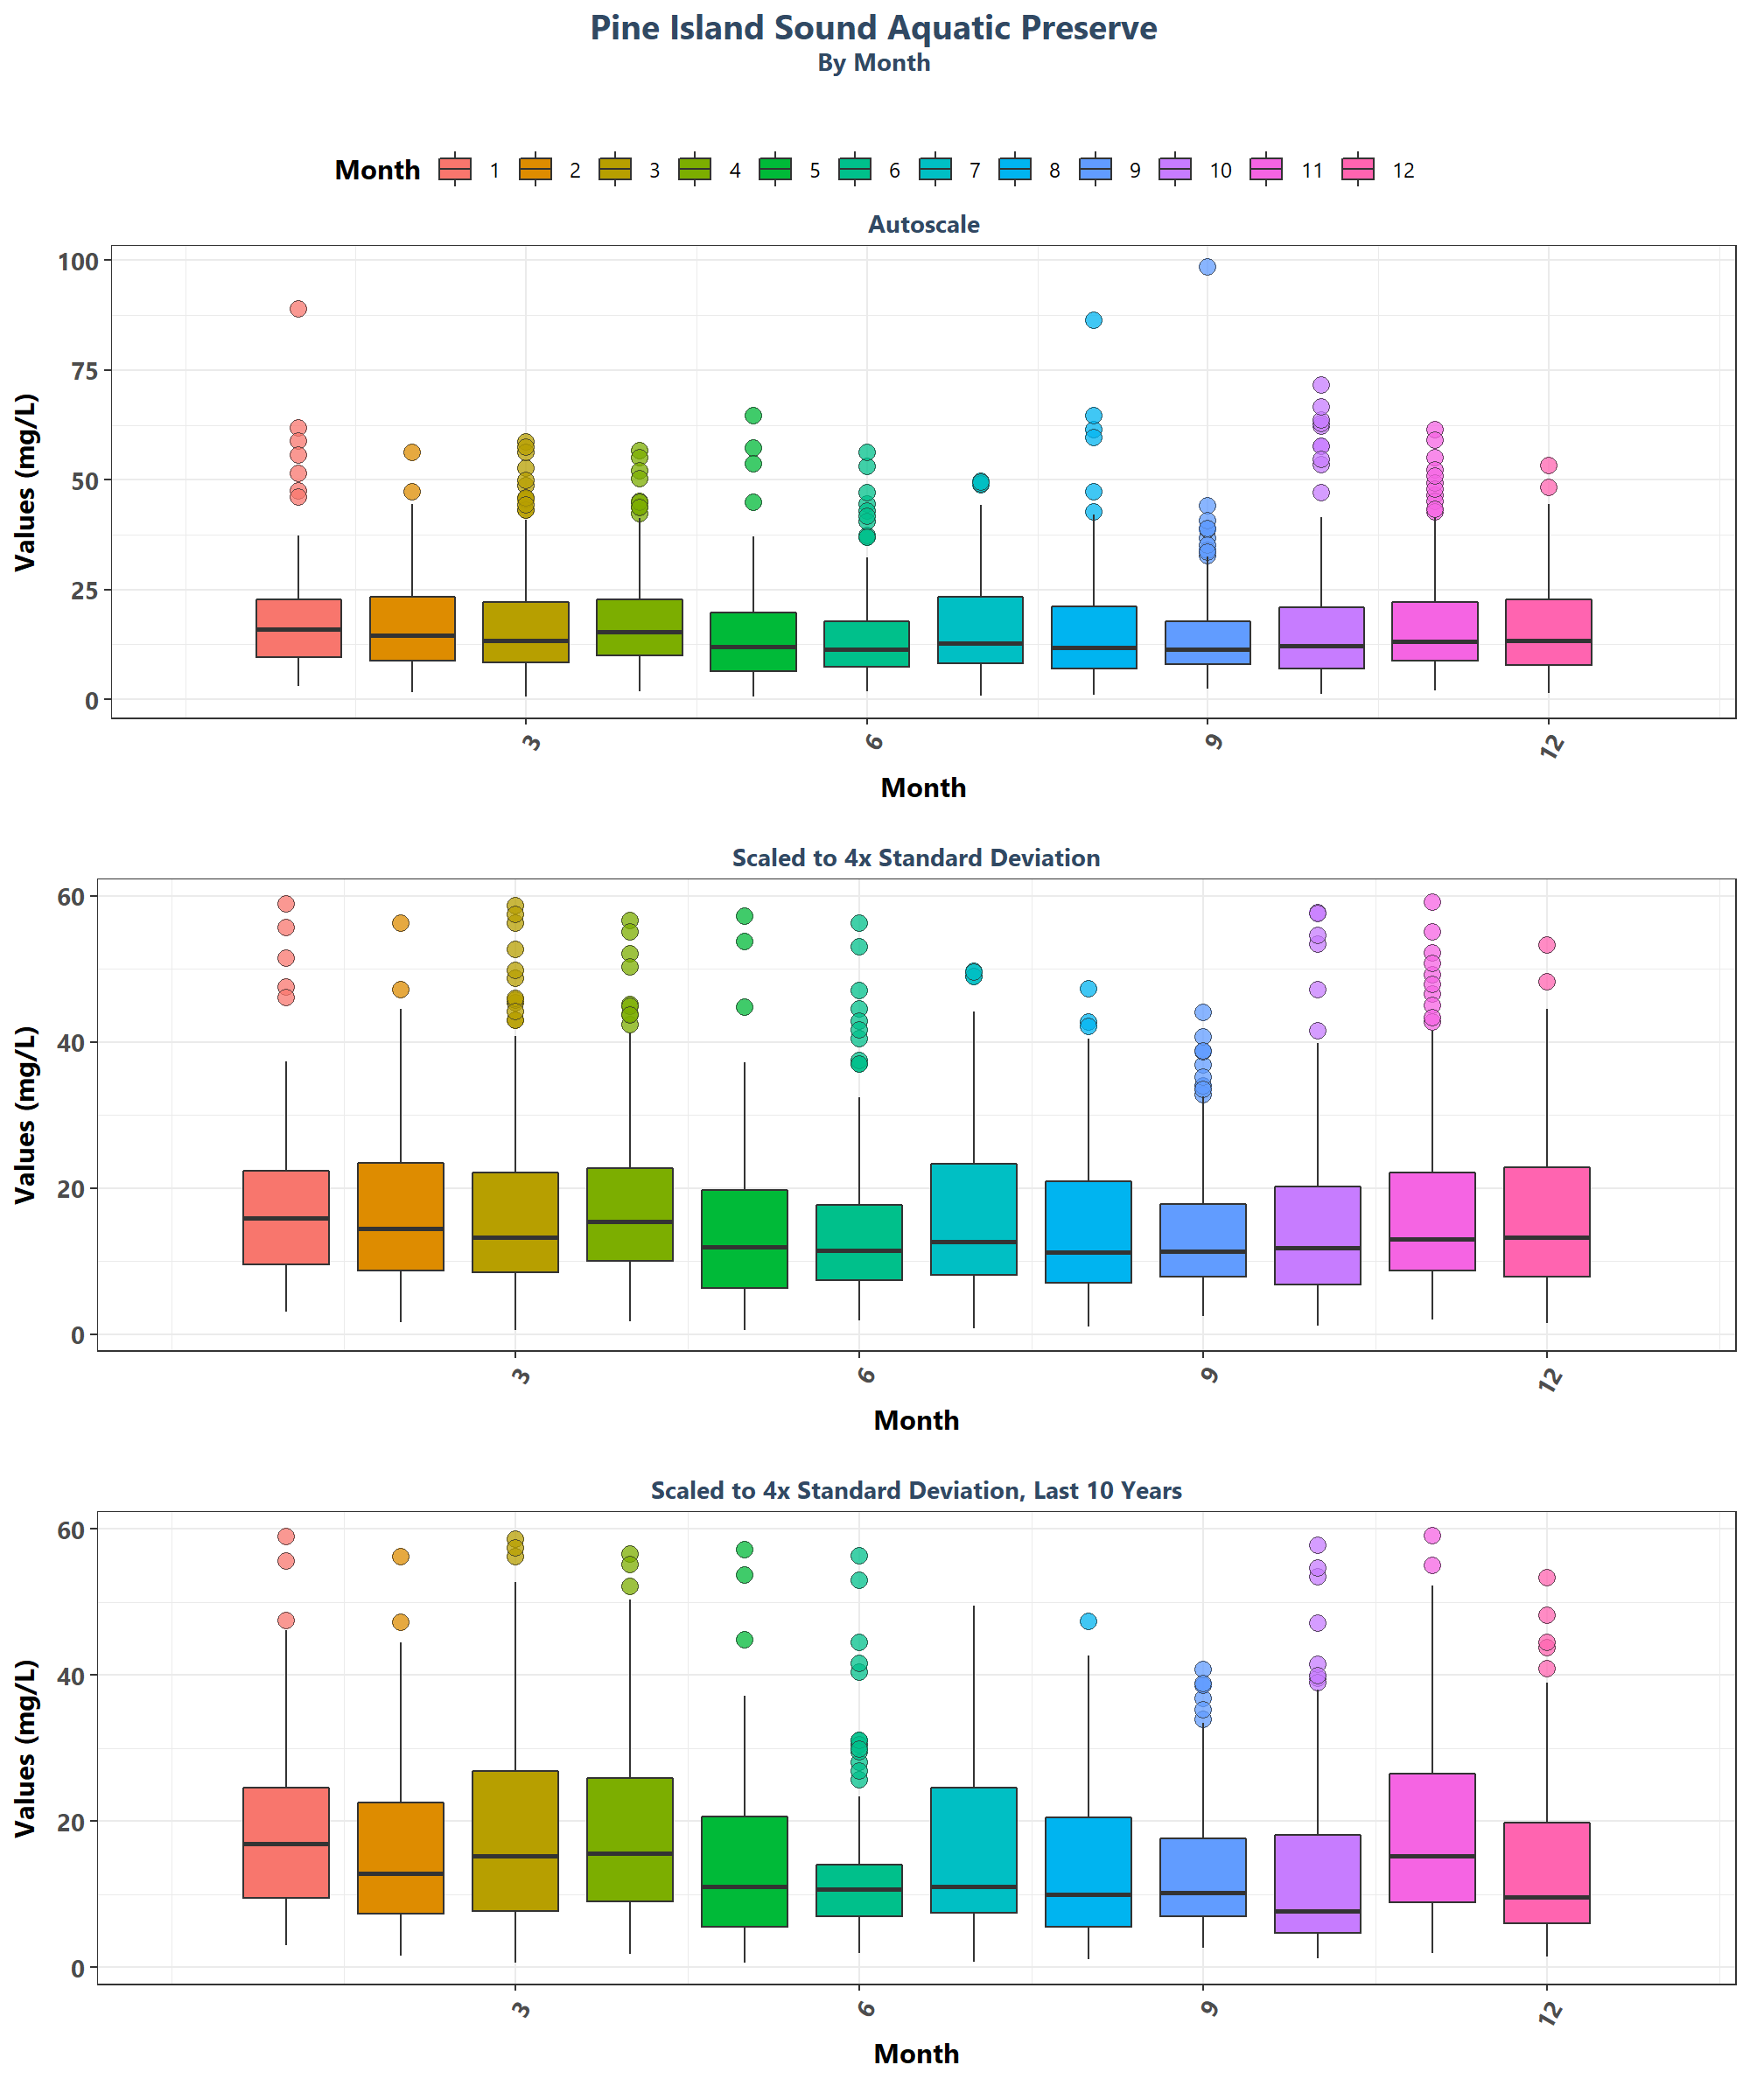 Pine Island Sound Aquatic Preserve
By Month
Month 1 2 3 4 5 6 7 8 9 10 11 12
Autoscale
Values (mg/L)
100
75
50
25
0
3 6 9 12
Month
Scaled to 4x Standard Deviation
Values (mg/L)
60
40
20
0
3 6 9 12
Month
Scaled to 4x Standard Deviation, Last 10 Years
Values (mg/L)
60
40
20
0
3 6 9 12
Month